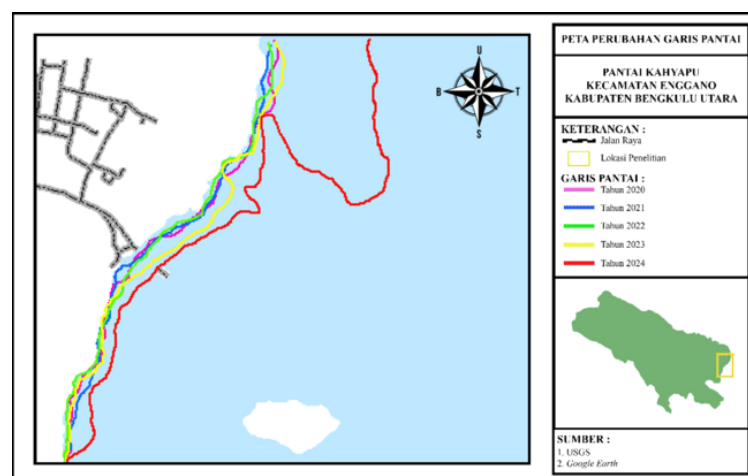 PETA PERUBAHAN GARIS PANTAI
PANTAI KAHYAPU
KECAMATAN ENGGANO
KABUPATEN BENGKULU UTARA
KETERANGAN :
Jalan Raya
Lokasi Penelitian
GARIS PANTAI :
Tahun 2020
Tahun 2021
Tahun 2022
Tahun 2023
Tahun 2024
SUMBER :
1. USGS
2. Google Earth
U
B
T
S